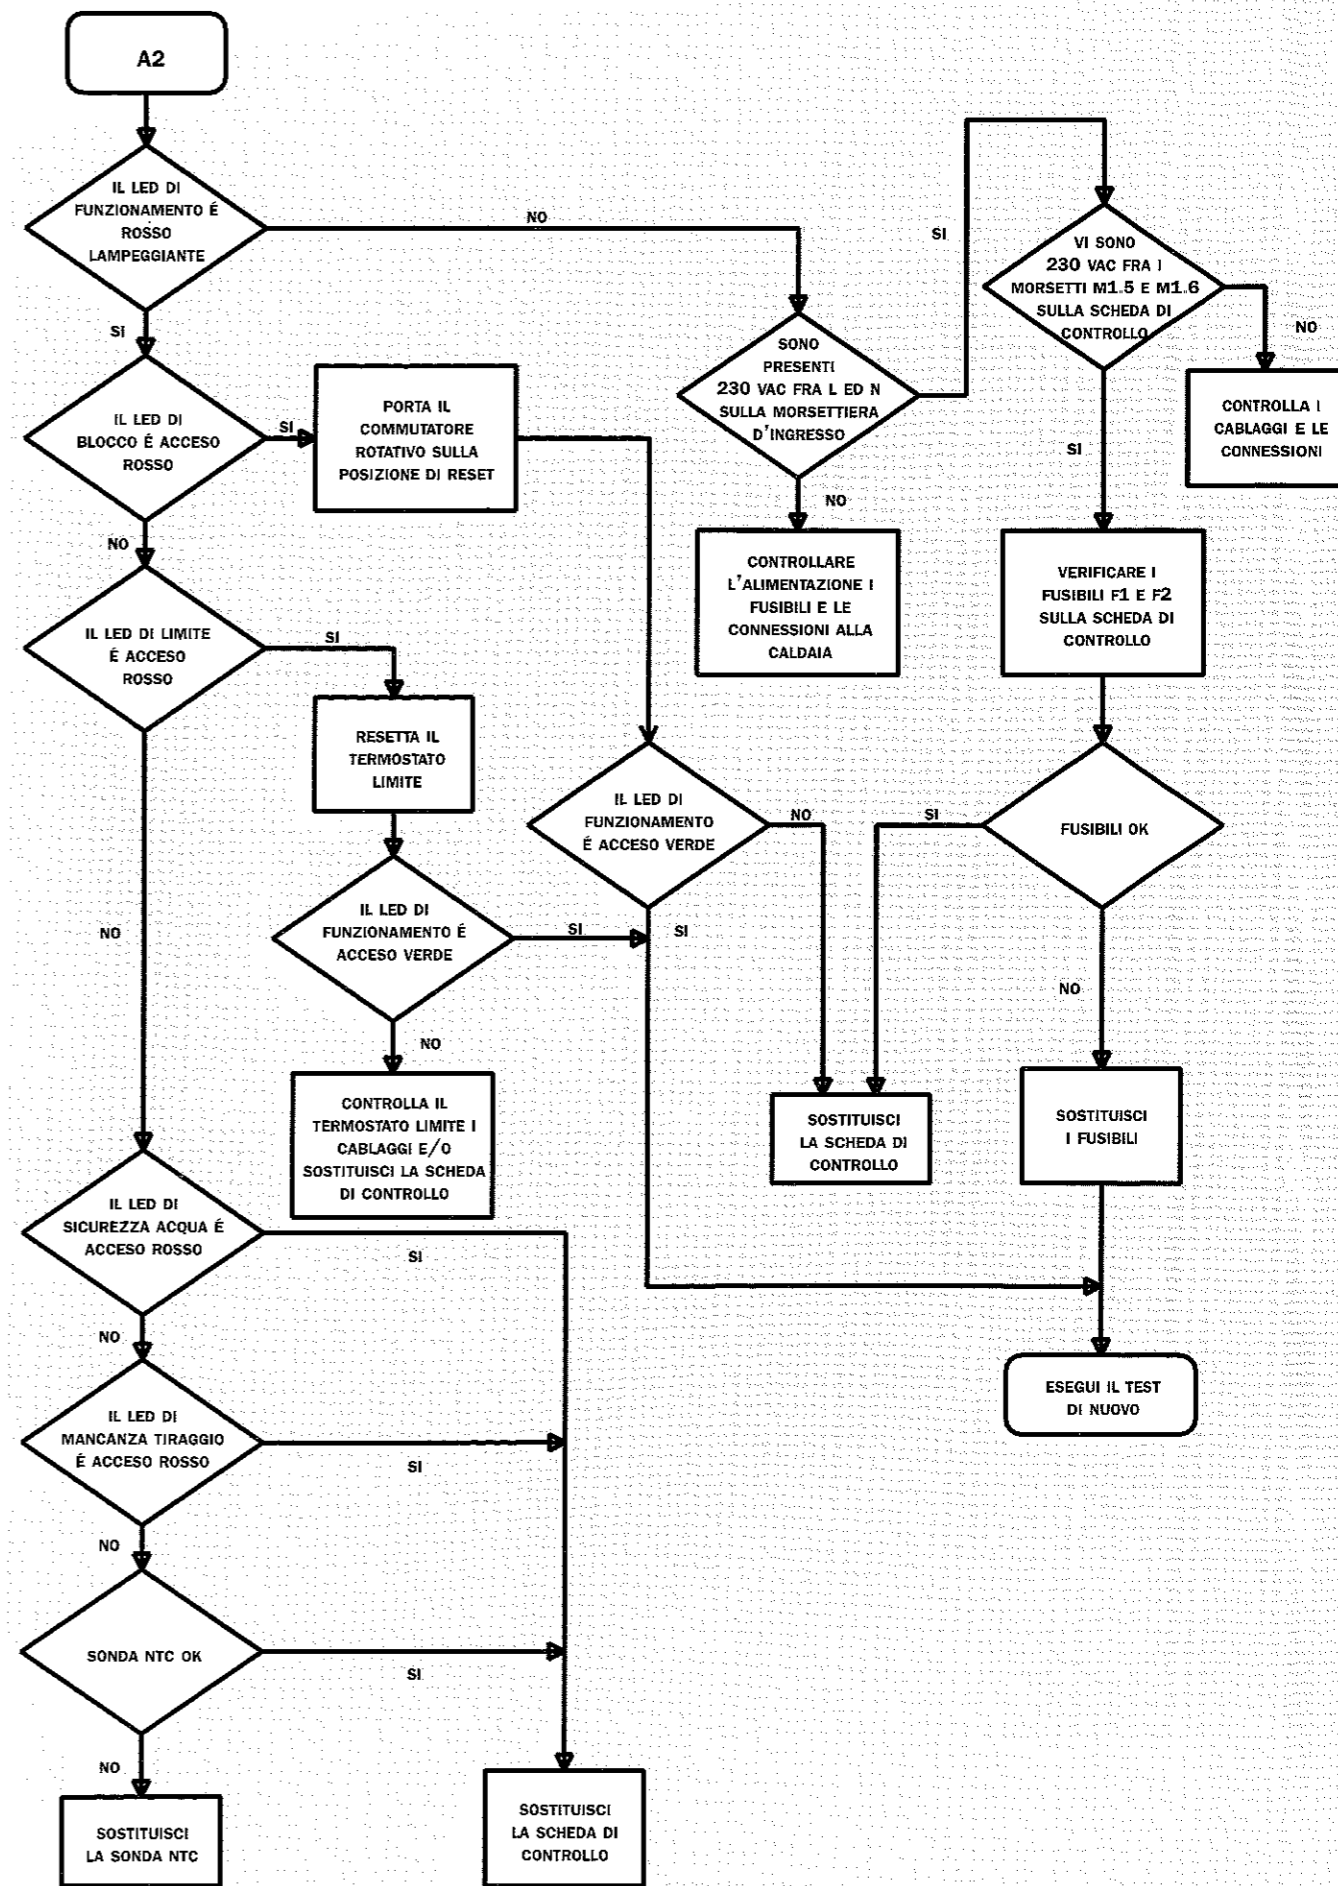 A2
IL LED DI
FUNZIONAMENTO É
ROSSO
LAMPEGGIANTE
NO
SI
SI
VI SONO
230 VAC FRA I
MORSETTI M1.5 E M1.6
SULLA SCHEDA DI
CONTROLLO
NO
CONTROLLA I
CABLAGGI E LE
CONNESSIONI
SI
SONO
PRESENTI
230 VAC FRA L ED N
SULLA MORSETTIERA
D'INGRESSO
NO
CONTROLLARE
L'ALIMENTAZIONE I
FUSIBILI E LE
CONNESSIONI ALLA
CALDAIA
VERIFICARE I
FUSIBILI F1 E F2
SULLA SCHEDA DI
CONTROLLO
IL LED DI
BLOCCO É ACCESO
ROSSO
SI
PORTA IL
COMMUTATORE
ROTATIVO SULLA
POSIZIONE DI RESET
NO
IL LED DI LIMITE
É ACCESO
ROSSO
SI
RESETTA IL
TERMOSTATO
LIMITE
IL LED DI
FUNZIONAMENTO
É ACCESO VERDE
NO
SI
FUSIBILI OK
NO
IL LED DI
FUNZIONAMENTO É
ACCESO VERDE
SI
SI
NO
NO
CONTROLLA IL
TERMOSTATO LIMITE I
CABLAGGI E/O
SOSTITUISCI LA SCHEDA
DI CONTROLLO
SOSTITUISCI
LA SCHEDA DI
CONTROLLO
SOSTITUISCI
I FUSIBILI
IL LED DI
SICUREZZA ACQUA É
ACCESO ROSSO
SI
NO
IL LED DI
MANCANZA TIRAGGIO
É ACCESO ROSSO
SI
ESEGUI IL TEST
DI NUOVO
NO
SONDA NTC OK
SI
NO
SOSTITUISCI
LA SONDA NTC
SOSTITUISCI
LA SCHEDA DI
CONTROLLO